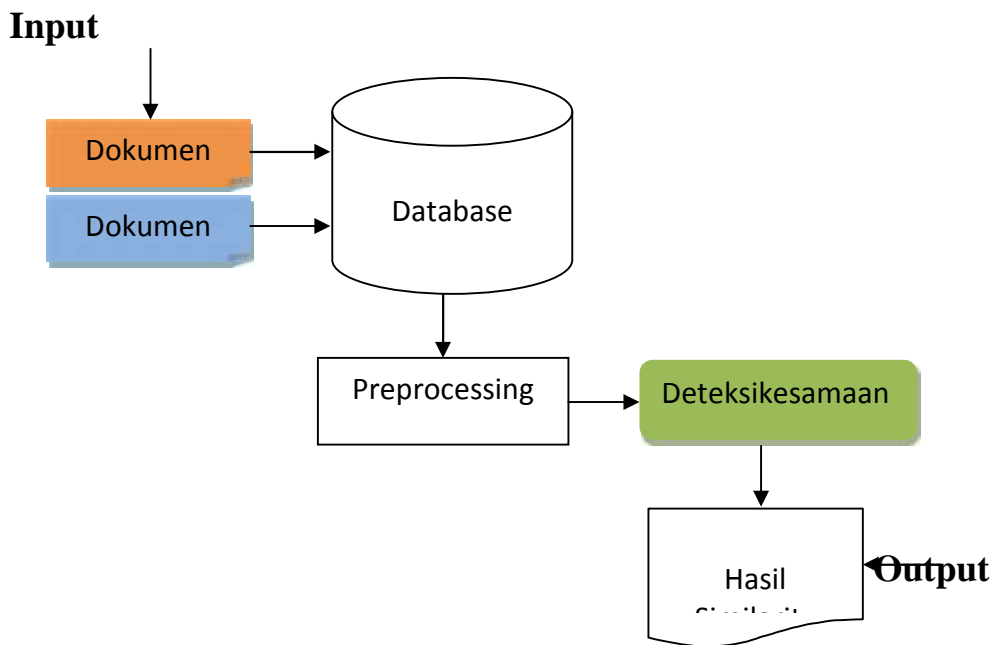 Input
Dokumen
Dokumen
Database
Preprocessing
Deteksikesamaan
Hasil
Output